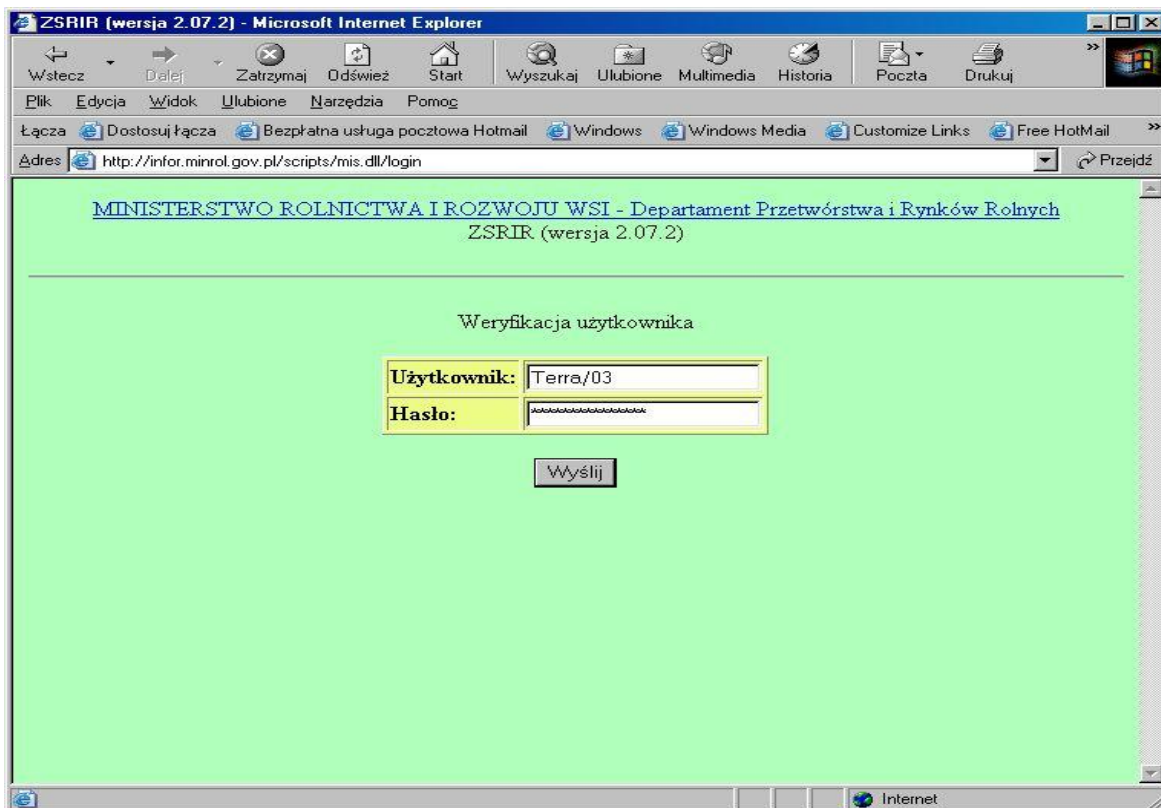 ZSRIR (wersja 2.07.2) - Microsoft Internet Explorer
Wstecz Dalej Zatrzymaj Odśwież Start Wyszukaj Ulubione Multimedia Historia Poczta Drukuj »
Plik Edycja Widok Ulubione Narzędzia Pomoc
Łącza Dostosuj łącza Bezpłatna usługa pocztowa Hotmail Windows Windows Media Customize Links Free HotMail »
Adres http://infor.minrol.gov.pl/scripts/mis.dll/login Przejdź
MINISTERSTWO ROLNICTWA I ROZWOJU WSI - Departament Przetwórstwa i Rynków Rolnych
ZSRIR (wersja 2.07.2)
Weryfikacja użytkownika
Użytkownik: Terra/03
Hasło: ****************
Wyślij
Internet